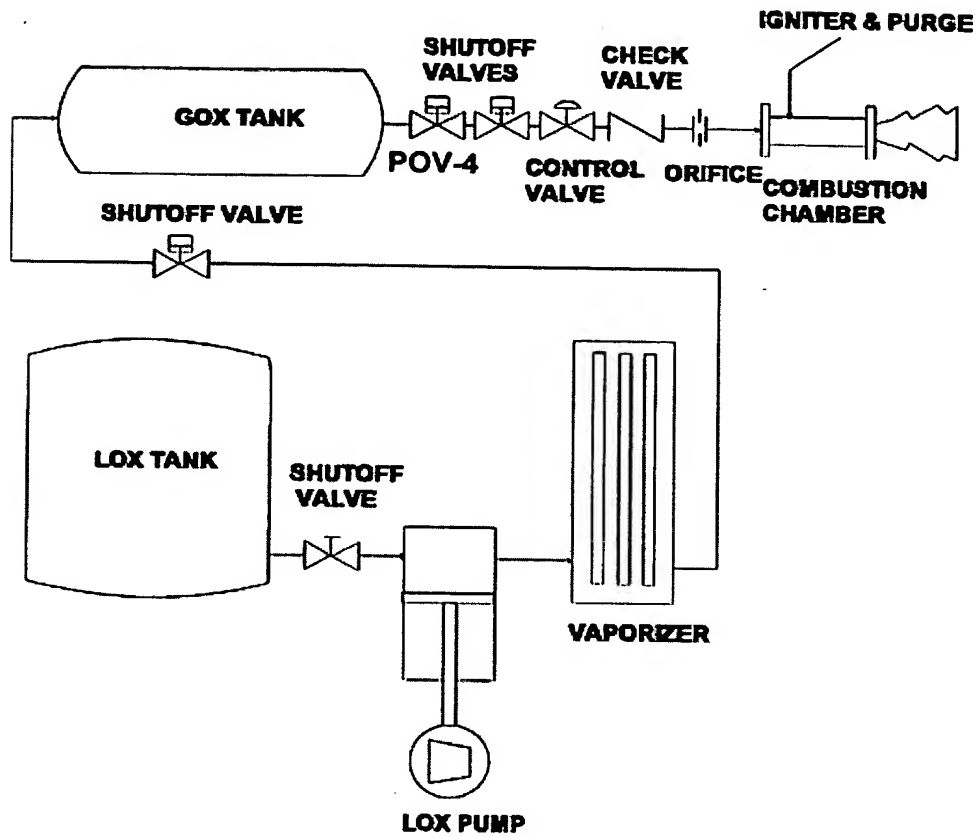 IGNITER & PURGE
SHUTOFF
VALVES
CHECK
VALVE
GOX TANK
POV-4
CONTROL
VALVE
ORIFICE
COMBUSTION
CHAMBER
SHUTOFF VALVE
LOX TANK
SHUTOFF
VALVE
VAPORIZER
LOX PUMP